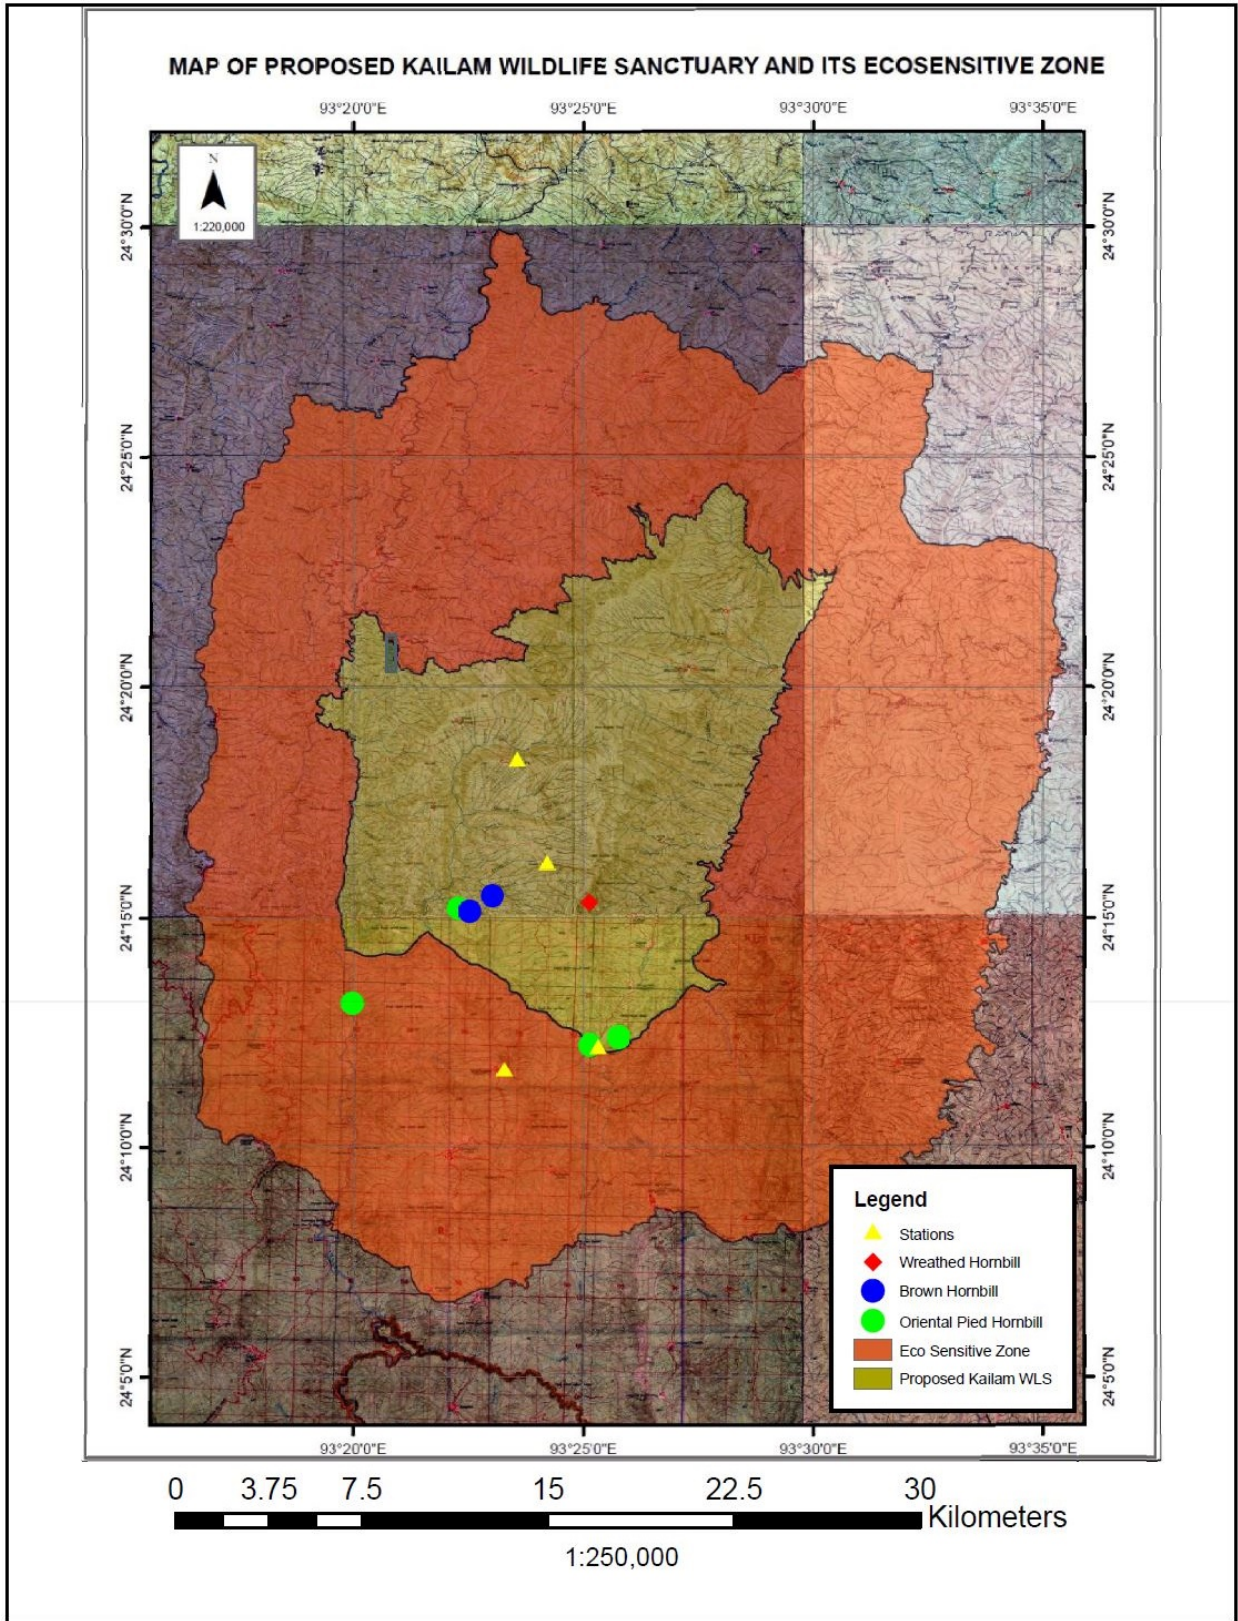 MAP OF PROPOSED KAILAM WILDLIFE SANCTUARY AND ITS ECOSENSITIVE ZONE
93°20'0"E 93°25'0"E 93°30'0"E 93°35'0"E
N
1:220,000
24°30'0"N 24°30'0"N
24°25'0"N 24°25'0"N
24°20'0"N 24°20'0"N
24°15'0"N 24°15'0"N
24°10'0"N 24°10'0"N
Legend
Stations
Wreathed Hornbill
Brown Hornbill
Oriental Pied Hornbill
Eco Sensitive Zone
Proposed Kailam WLS
24°5'0"N 24°5'0"N
93°20'0"E 93°25'0"E 93°30'0"E 93°35'0"E
0 3.75 7.5 15 22.5 30
Kilometers
1:250,000